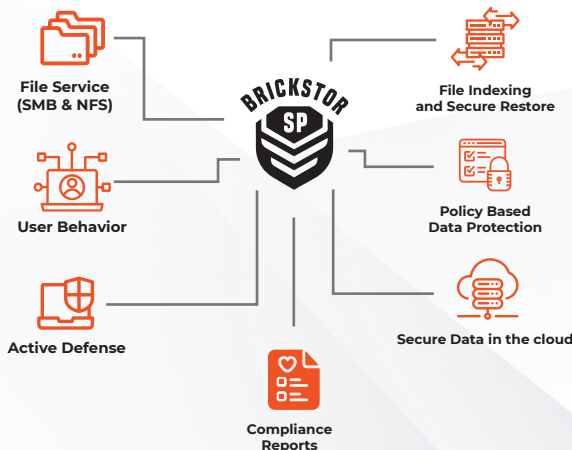 BRICKSTOR
SP
File Service
(SMB & NFS)
User Behavior
Active Defense
File Indexing
and Secure Restore
Policy Based
Data Protection
Secure Data in the cloud
Compliance
Reports